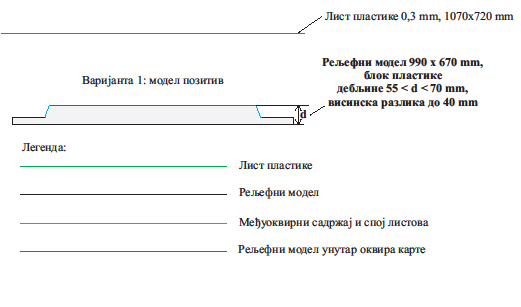 Лист пластике 0,3 mm, 1070x720 mm
Рељефни модел 990 x 670 mm,
блок пластике
дебљине 55 < d < 70 mm,
висинска разлика до 40 mm
Варијанта 1: модел позитив
d
Легенда:
Лист пластике
Рељефни модел
Међуоквирни садржај и спој листова
Рељефни модел унутар оквира карте